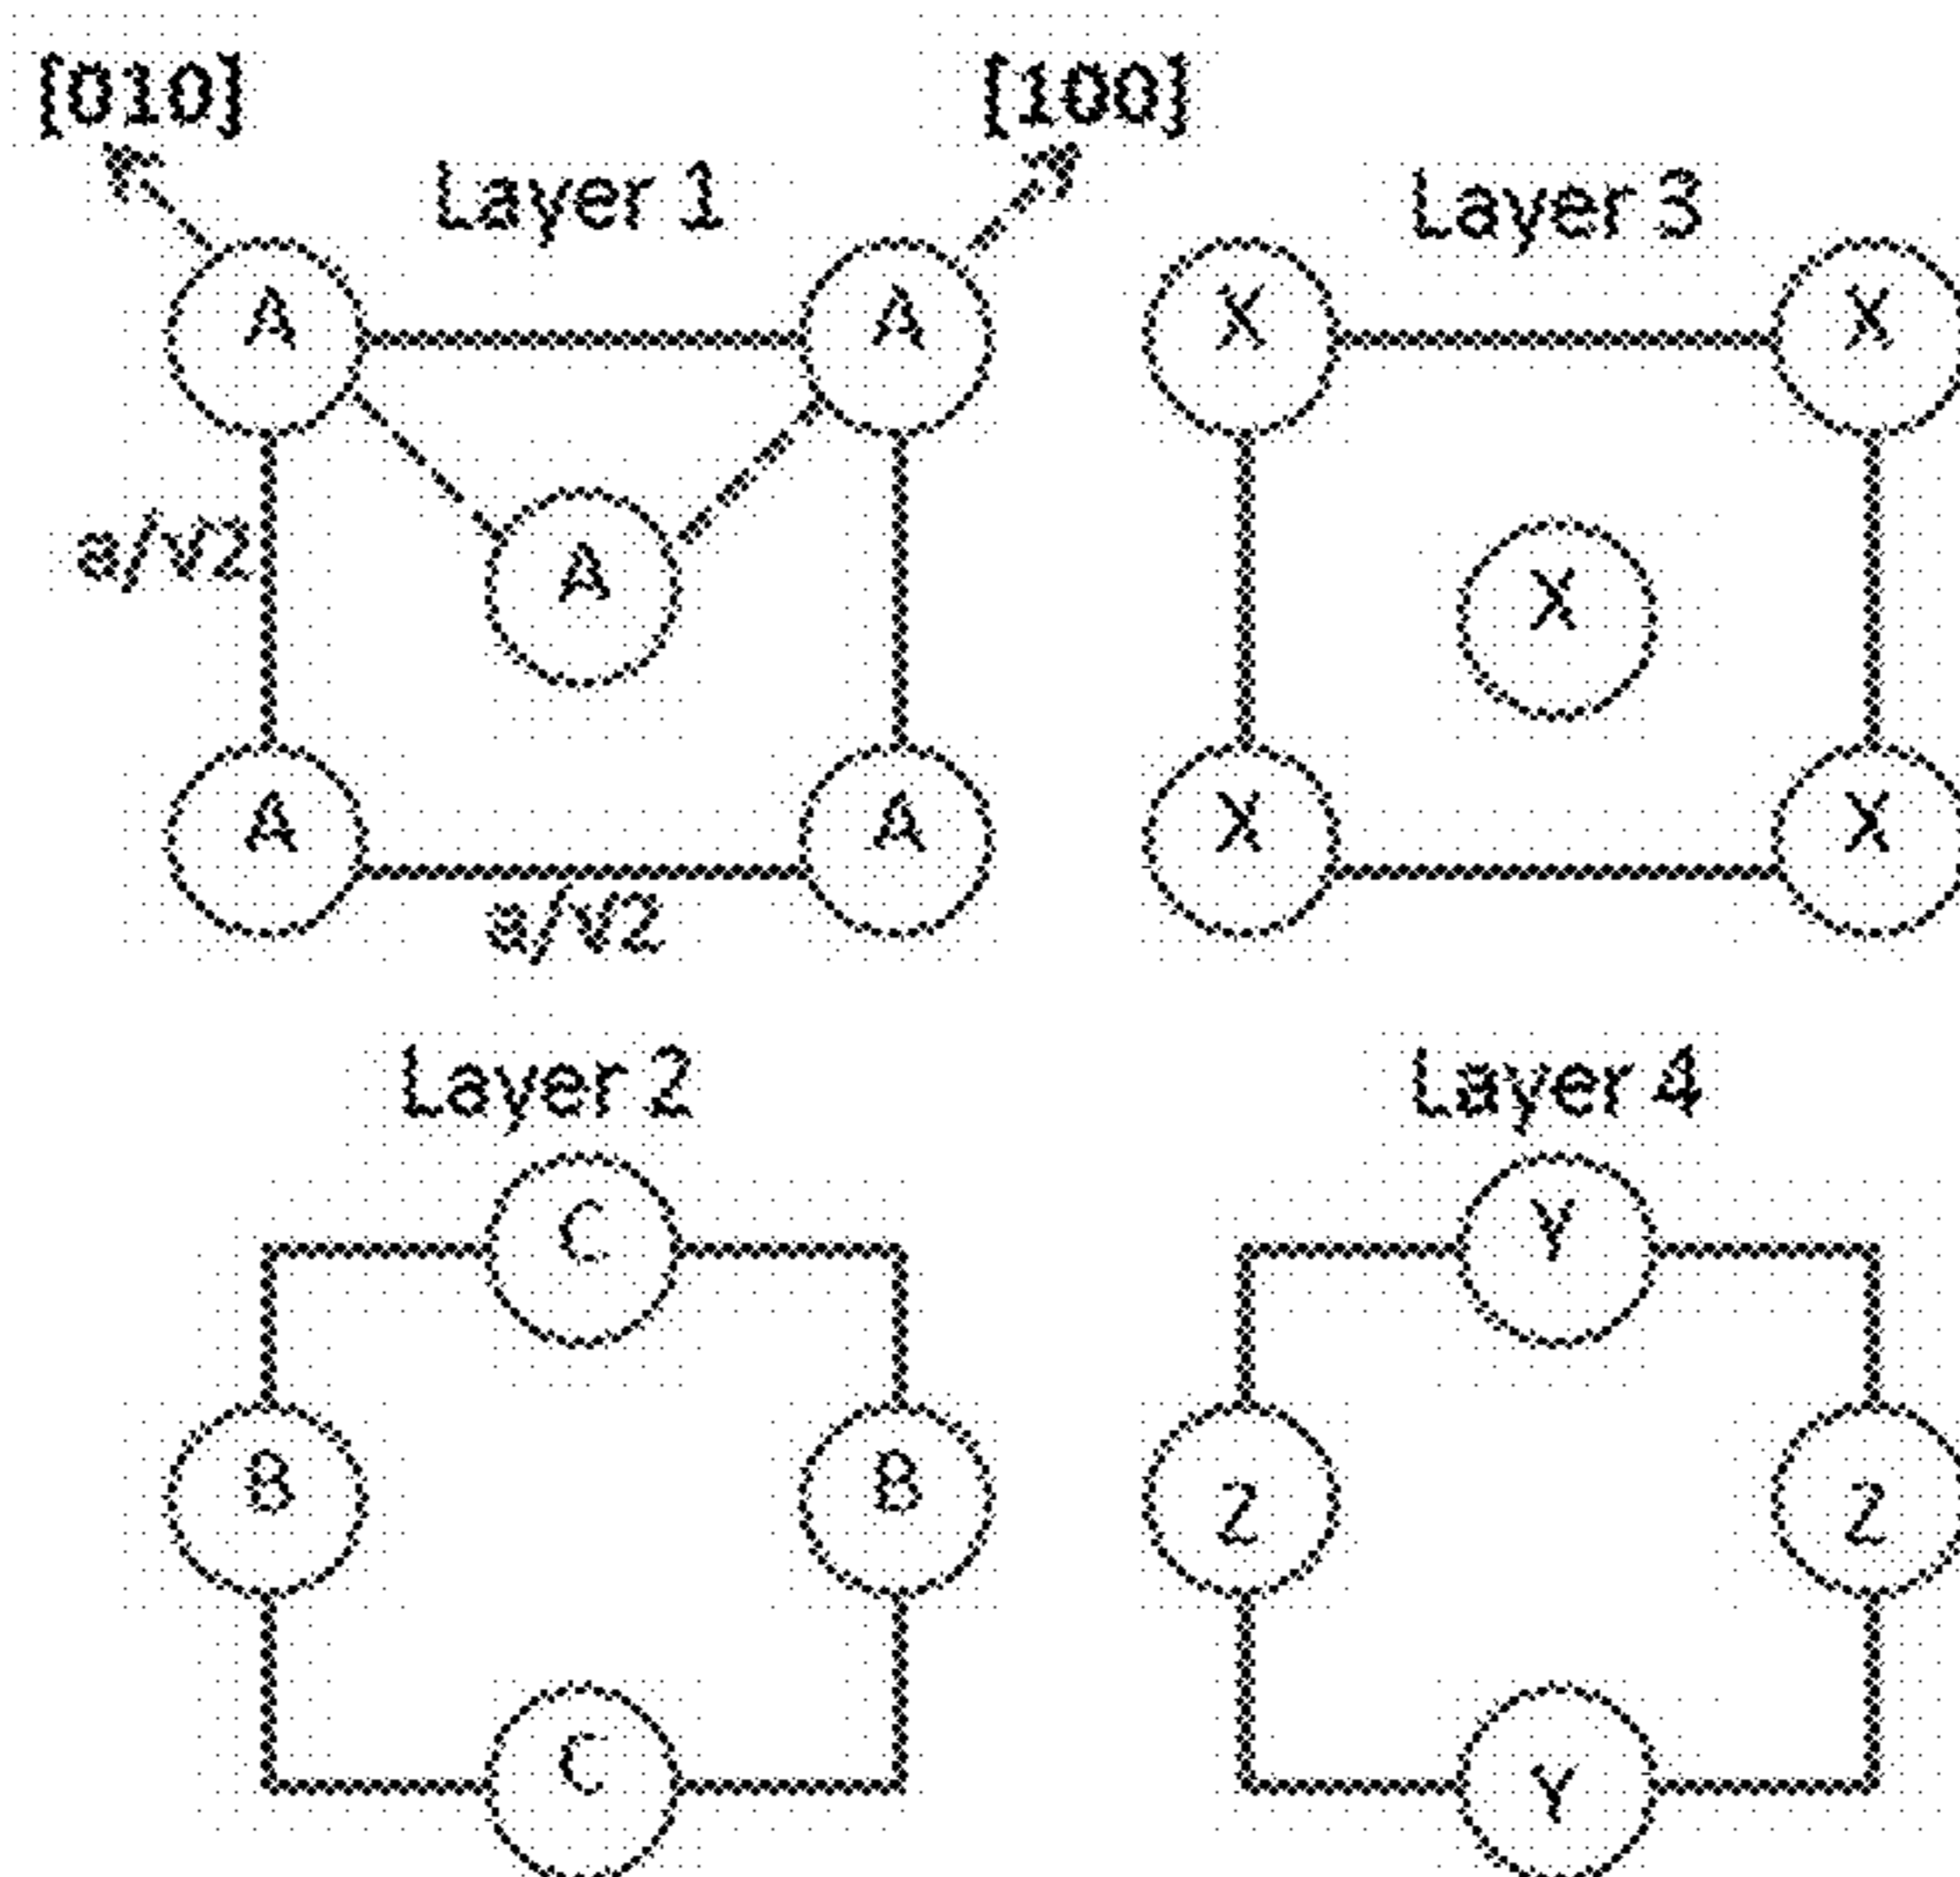 [010] [100]
Layer 1 Layer 3
A A X X
a/√2 A X
A A X X
a/√2
Layer 2 Layer 4
C Y
B B Z Z
C Y